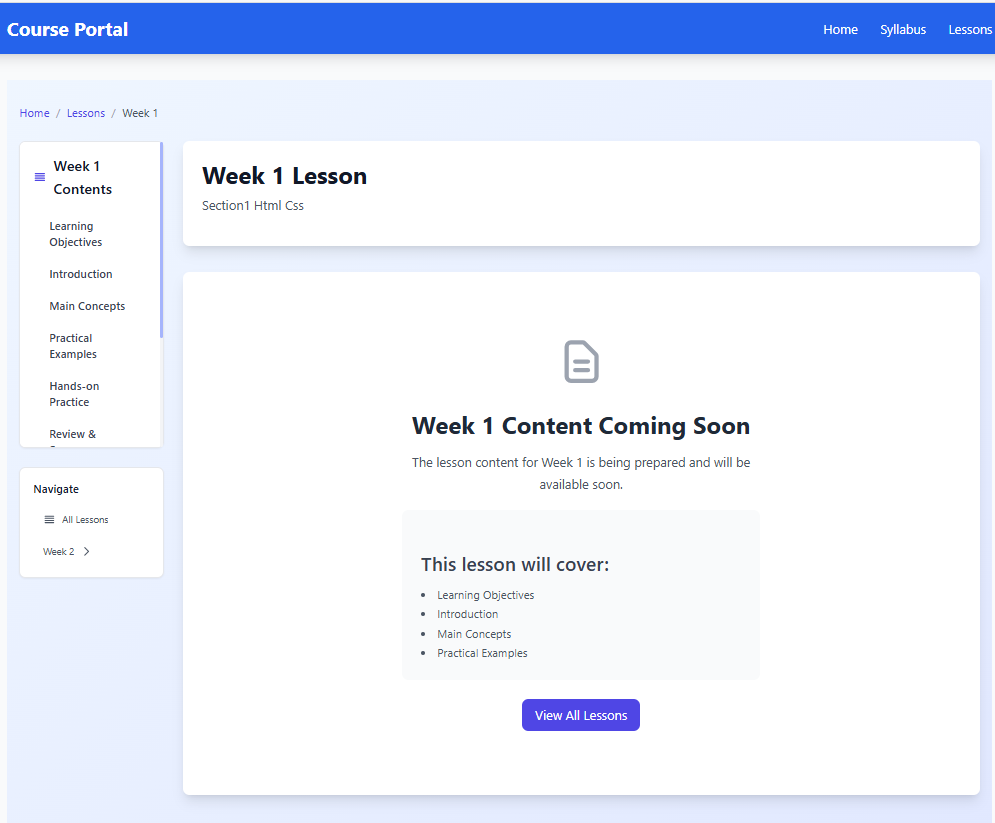 Course Portal
Home Syllabus Lessons
Home / Lessons / Week 1
Week 1
Contents
Learning
Objectives
Introduction
Main Concepts
Practical
Examples
Hands-on
Practice
Review &
Navigate
All Lessons
Week 2
Week 1 Lesson
Section1 Html Css
Week 1 Content Coming Soon
The lesson content for Week 1 is being prepared and will be
available soon.
This lesson will cover:
Learning Objectives
Introduction
Main Concepts
Practical Examples
View All Lessons